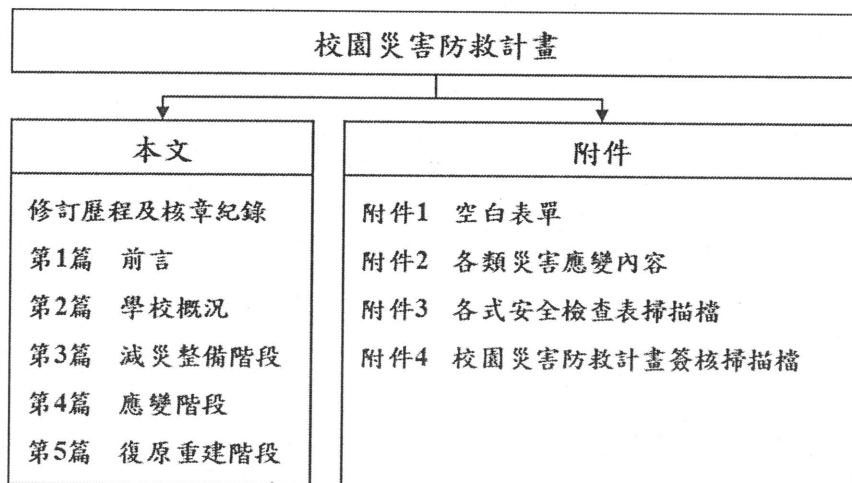 校園災害防救計畫
本文
修訂歷程及核章紀錄
第1篇 前言
第2篇 學校概況
第3篇 減災整備階段
第4篇 應變階段
第5篇 復原重建階段
附件
附件1 空白表單
附件2 各類災害應變內容
附件3 各式安全檢查表掃描檔
附件4 校園災害防救計畫簽核掃描檔